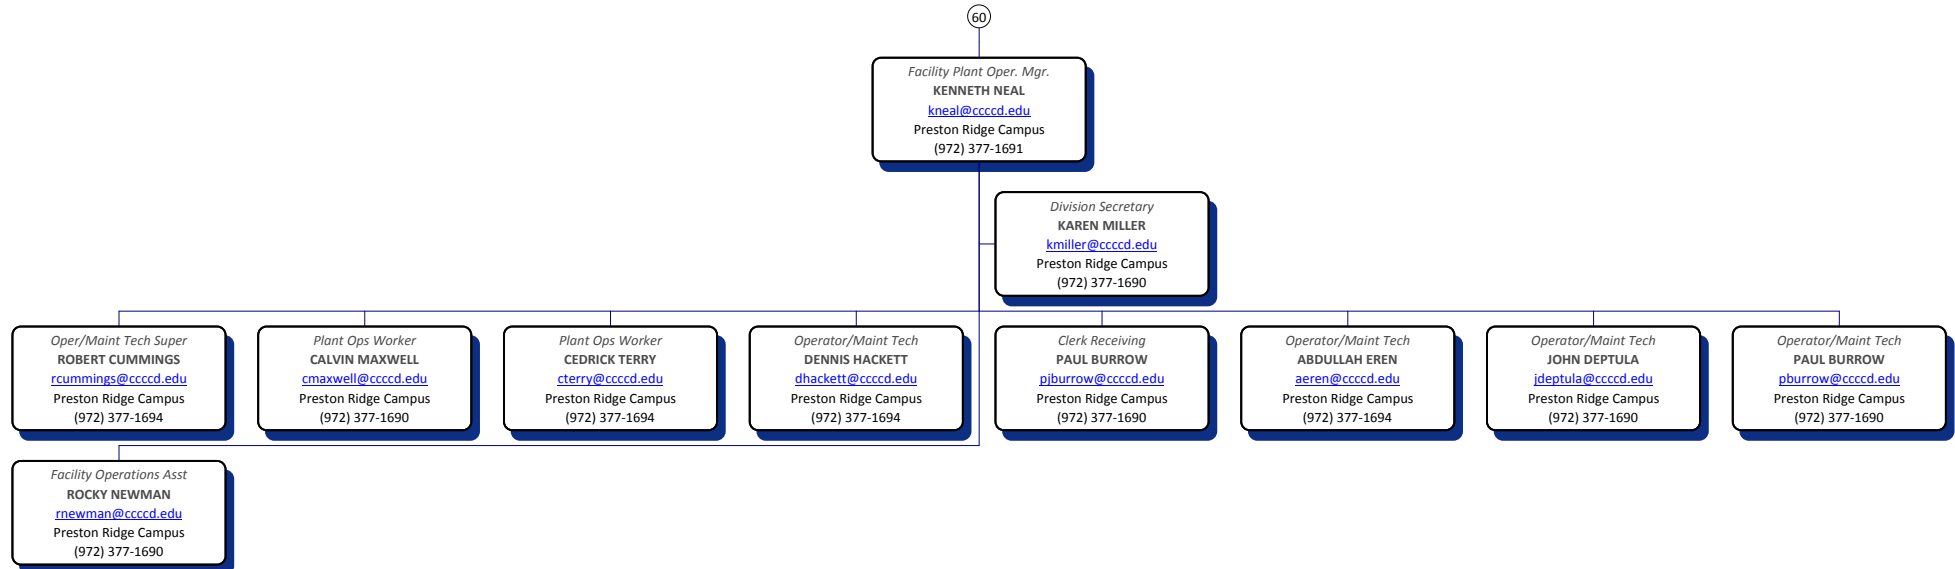 60
Facility Plant Oper. Mgr.
KENNETH NEAL
kneal@ccccd.edu
Preston Ridge Campus
(972) 377-1691
Division Secretary
KAREN MILLER
kmiller@ccccd.edu
Preston Ridge Campus
(972) 377-1690
Oper/Maint Tech Super
ROBERT CUMMINGS
rcummings@ccccd.edu
Preston Ridge Campus
(972) 377-1694
Plant Ops Worker
CALVIN MAXWELL
cmaxwell@ccccd.edu
Preston Ridge Campus
(972) 377-1690
Plant Ops Worker
CEDRICK TERRY
cterry@ccccd.edu
Preston Ridge Campus
(972) 377-1694
Operator/Maint Tech
DENNIS HACKETT
dhackett@ccccd.edu
Preston Ridge Campus
(972) 377-1694
Clerk Receiving
PAUL BURROW
pjburrow@ccccd.edu
Preston Ridge Campus
(972) 377-1690
Operator/Maint Tech
ABDULLAH EREN
aeren@ccccd.edu
Preston Ridge Campus
(972) 377-1694
Operator/Maint Tech
JOHN DEPTULA
jdeptula@ccccd.edu
Preston Ridge Campus
(972) 377-1690
Operator/Maint Tech
PAUL BURROW
pburrow@ccccd.edu
Preston Ridge Campus
(972) 377-1690
Facility Operations Asst
ROCKY NEWMAN
rnewman@ccccd.edu
Preston Ridge Campus
(972) 377-1690